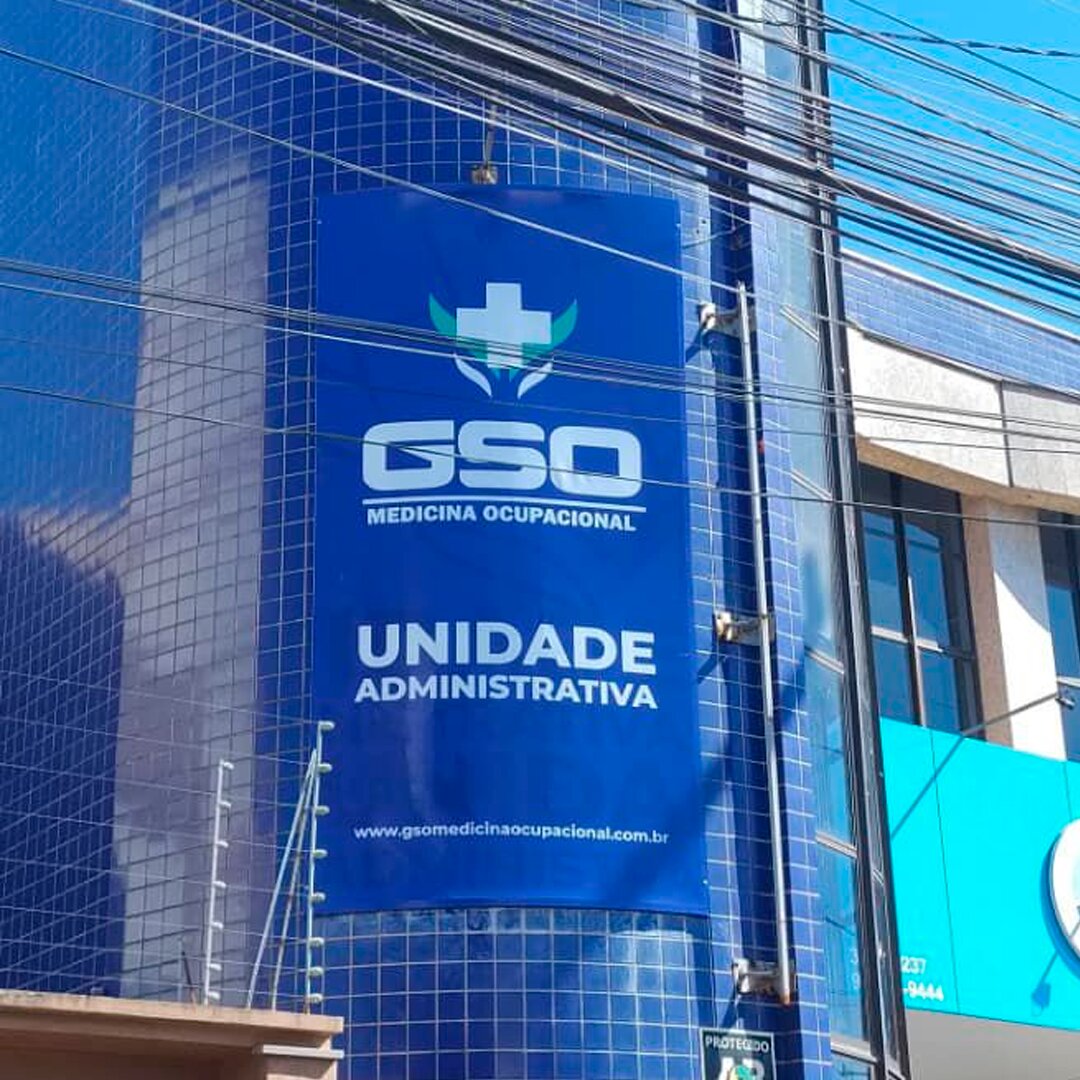 GSO
MEDICINA OCUPACIONAL
UNIDADE
ADMINISTRATIVA
www.gsomedicinaocupacional.com.br
237
-9444
PROTEGIDO